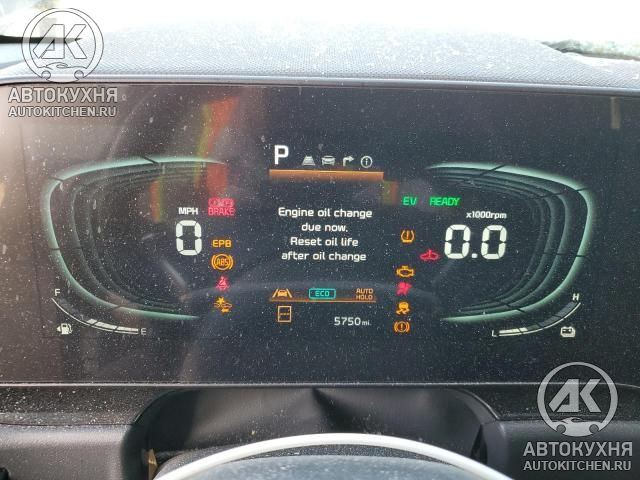 АК
АВТОКУХНЯ
AUTOKITCHEN.RU
P
EV READY
BRAKE
MPH
0
EPB
ABS
Engine oil change
due now.
Reset oil life
after oil change
x1000rpm
0.0
F
E
ECO
AUTO
HOLD
5750 mi.
H
L
АК
АВТОКУХНЯ
AUTOKITCHEN.RU